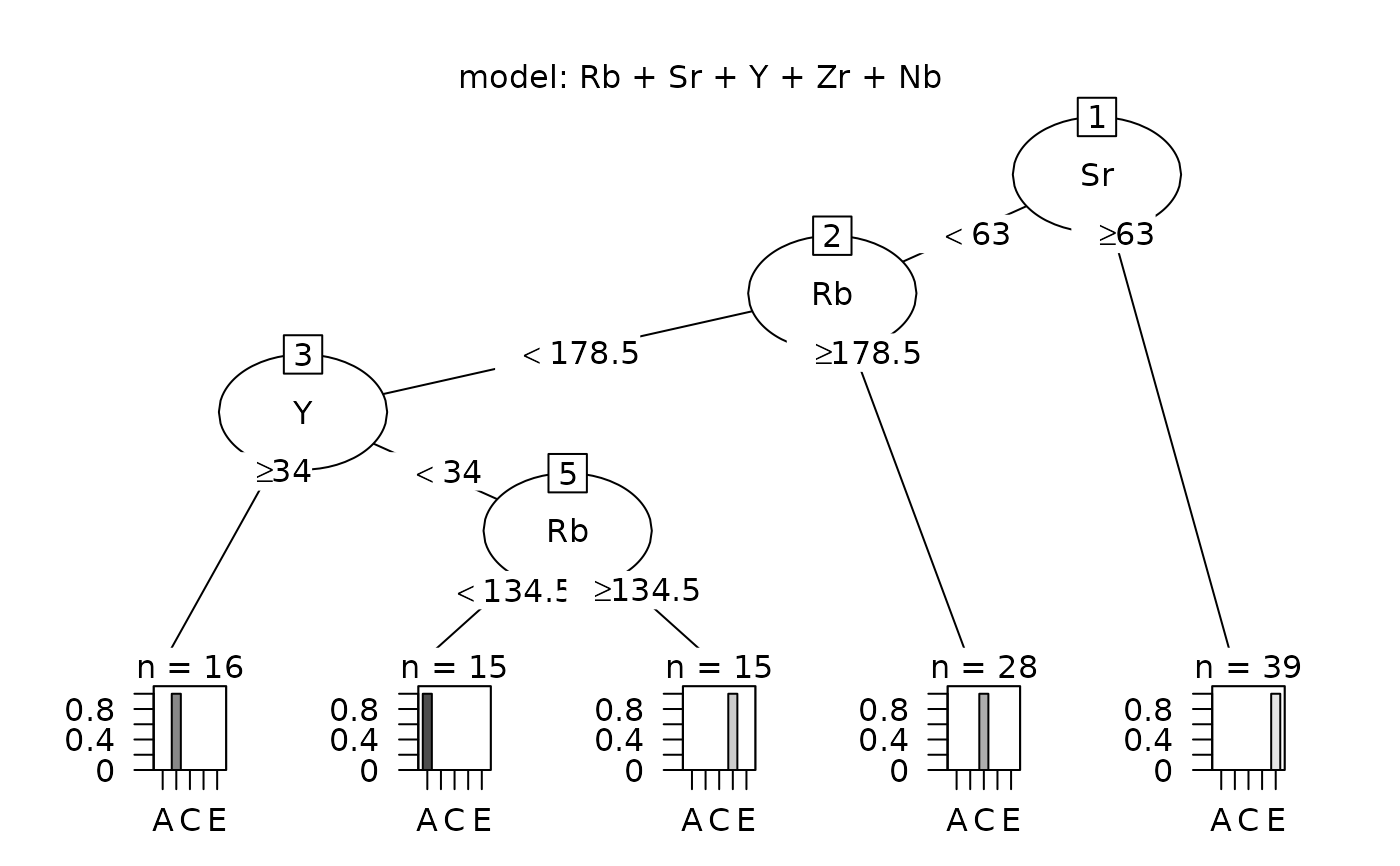 model: Rb + Sr + Y + Zr + Nb
1
Sr
< 63
≥63
2
Rb
< 178.5
≥178.5
3
Y
≥34
< 34
5
Rb
< 134.5
≥134.5
n = 16
n = 15
n = 15
n = 28
n = 39
0.8
0.4
0
A C E
0.8
0.4
0
A C E
0.8
0.4
0
A C E
0.8
0.4
0
A C E
0.8
0.4
0
A C E